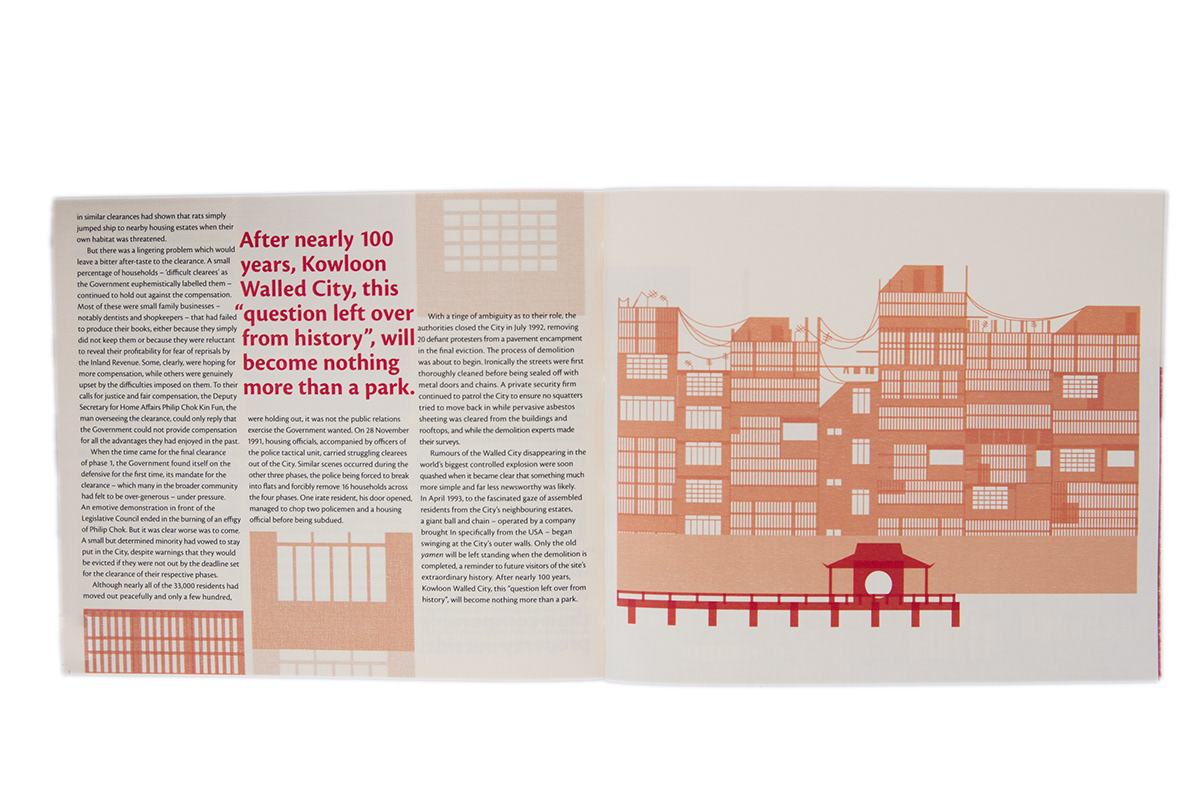 in similar clearances had shown that rats simply
jumped ship to nearby housing estates when their
own habitat was threatened.
But there was a lingering problem which would
leave a bitter after-taste to the clearance. A small
percentage of households – ‘difficult clearees’ as
the Government euphemistically labelled them –
continued to hold out against the compensation.
Most of these were small family businesses –
notably dentists and shopkeepers – that had failed
to produce their books, either because they simply
did not keep them or because they were reluctant
to reveal their profitability for fear of reprisals by
the Inland Revenue. Some, clearly, were hoping for
more compensation, while others were genuinely
upset by the difficulties imposed on them. To their
calls for justice and fair compensation, the Deputy
Secretary for Home Affairs Philip Chok Kin Fun, the
man overseeing the clearance, could only reply that
the Government could not provide compensation
for all the advantages they had enjoyed in the past.
When the time came for the final clearance
of phase 1, the Government found itself on the
defensive for the first time, its mandate for the
clearance – which many in the broader community
had felt to be over-generous – under pressure.
An emotive demonstration in front of the
Legislative Council ended in the burning of an effigy
of Philip Chok. But it was clear worse was to come.
A small but determined minority had vowed to stay
put in the City, despite warnings that they would
be evicted if they were not out by the deadline set
for the clearance of their respective phases.
Although nearly all of the 33,000 residents had
moved out peacefully and only a few hundred,
After nearly 100
years, Kowloon
Walled City, this
“question left over
from history”, will
become nothing
more than a park.
were holding out, it was not the public relations
exercise the Government wanted. On 28 November
1991, housing officials, accompanied by officers of
the police tactical unit, carried struggling clearees
out of the City. Similar scenes occurred during the
other three phases, the police being forced to break
into flats and forcibly remove 16 households across
the four phases. One irate resident, his door opened,
managed to chop two policemen and a housing
official before being subdued.
With a tinge of ambiguity as to their role, the
authorities closed the City in July 1992, removing
20 defiant protesters from a pavement encampment
in the final eviction. The process of demolition
was about to begin. Ironically the streets were first
thoroughly cleaned before being sealed off with
metal doors and chains. A private security firm
continued to patrol the City to ensure no squatters
tried to move back in while pervasive asbestos
sheeting was cleared from the buildings and
rooftops, and while the demolition experts made
their surveys.
Rumours of the Walled City disappearing in the
world’s biggest controlled explosion were soon
quashed when it became clear that something much
more simple and far less newsworthy was likely.
In April 1993, to the fascinated gaze of assembled
residents from the City’s neighbouring estates,
a giant ball and chain – operated by a company
brought In specifically from the USA – began
swinging at the City’s outer walls. Only the old
yamen will be left standing when the demolition is
completed, a reminder to future visitors of the site’s
extraordinary history. After nearly 100 years,
Kowloon Walled City, this “question left over from
history”, will become nothing more than a park.